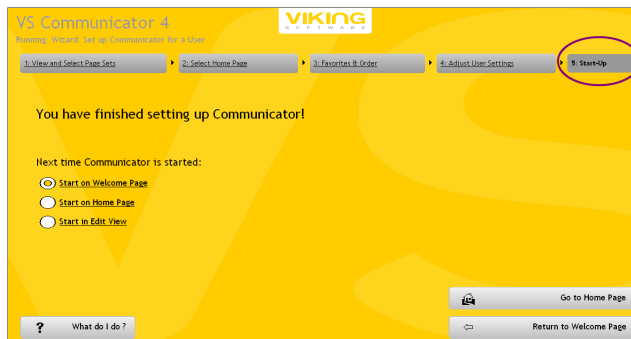 VS Communicator 4
VIKING
SOFTWARE
Running: Wizard: Set up Communicator for a User
1: View and Select Page Sets
2: Select Home Page
3: Favorites & Order
4: Adjust User Settings
5: Start-Up
You have finished setting up Communicator!
Next time Communicator is started:
Start on Welcome Page
Start on Home Page
Start in Edit View
Go to Home Page
? What do I do ?
Return to Welcome Page